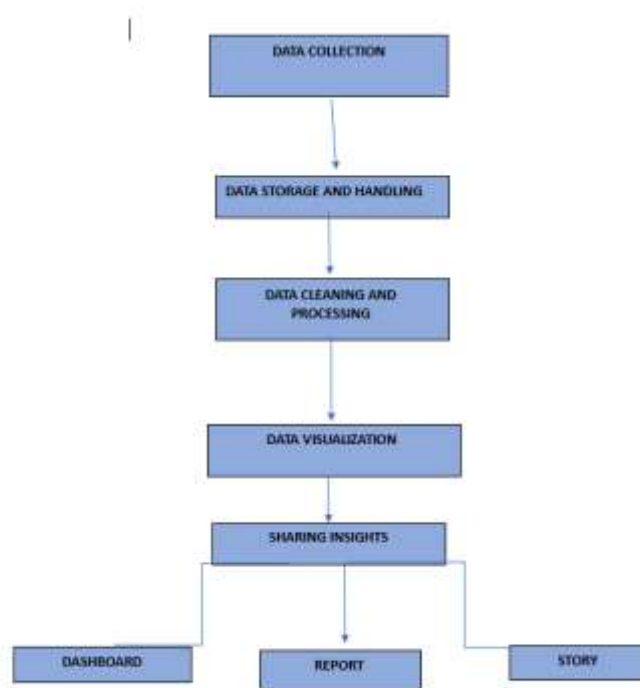 DATA COLLECTION
DATA STORAGE AND HANDLING
DATA CLEANING AND
PROCESSING
DATA VISUALIZATION
SHARING INSIGHTS
DASHBOARD
REPORT
STORY